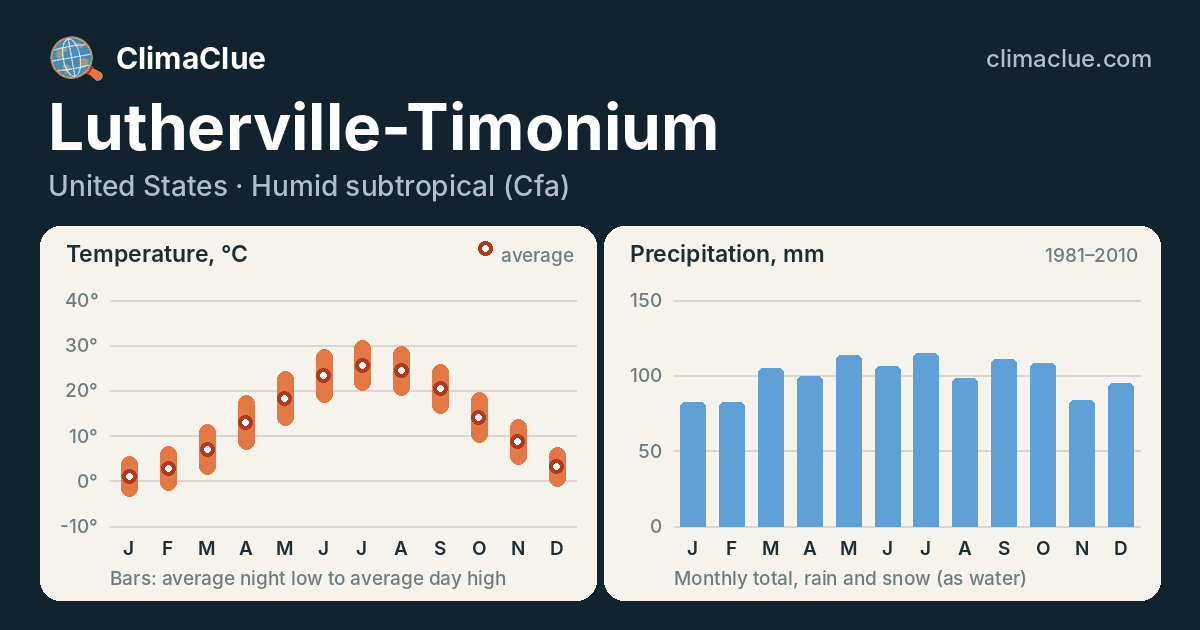 ClimaClue
climaclue.com
Lutherville-Timonium
United States · Humid subtropical (Cfa)
Temperature, °C
average
40°
30°
20°
10°
0°
-10°
J F M A M J J A S O N D
Bars: average night low to average day high
Precipitation, mm
1981–2010
150
100
50
0
J F M A M J J A S O N D
Monthly total, rain and snow (as water)